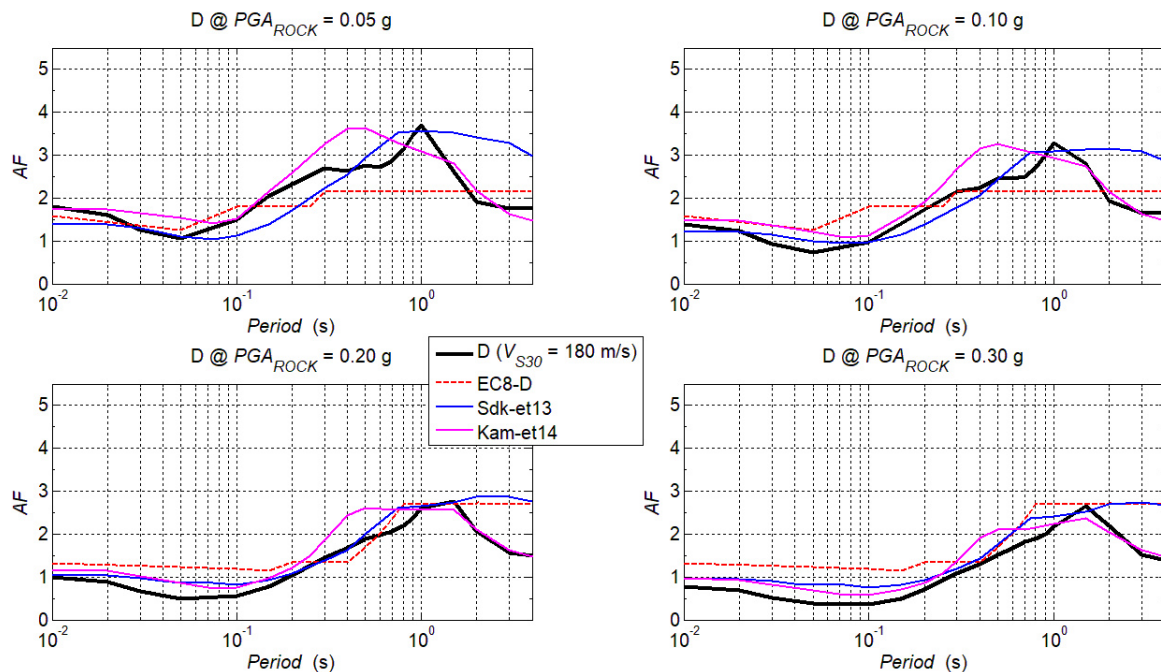 D @ PGA_ROCK = 0.05 g
5
4
3
2
1
0
AF
10^-2
10^-1
10^0
Period (s)
D @ PGA_ROCK = 0.10 g
5
4
3
2
1
0
AF
10^-2
10^-1
10^0
Period (s)
D (V_S30 = 180 m/s)
EC8-D
Sdk-et13
Kam-et14
D @ PGA_ROCK = 0.20 g
5
4
3
2
1
0
AF
10^-2
10^-1
10^0
Period (s)
D @ PGA_ROCK = 0.30 g
5
4
3
2
1
0
AF
10^-2
10^-1
10^0
Period (s)